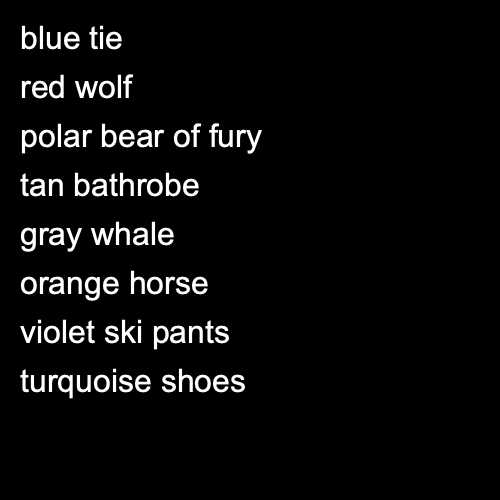 blue tie
red wolf
polar bear of fury
tan bathrobe
gray whale
orange horse
violet ski pants
turquoise shoes